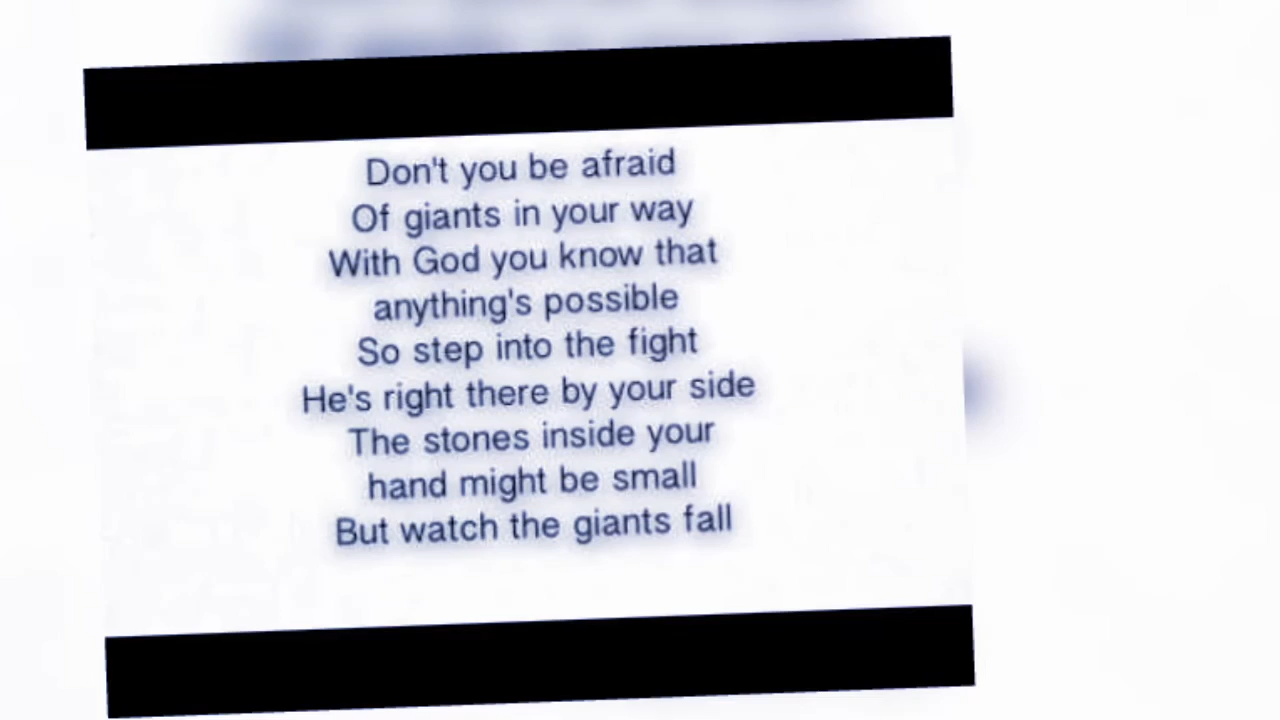 Don't you be afraid
Of giants in your way
With God you know that
anything's possible
So step into the fight
He's right there by your side
The stones inside your
hand might be small
But watch the giants fall